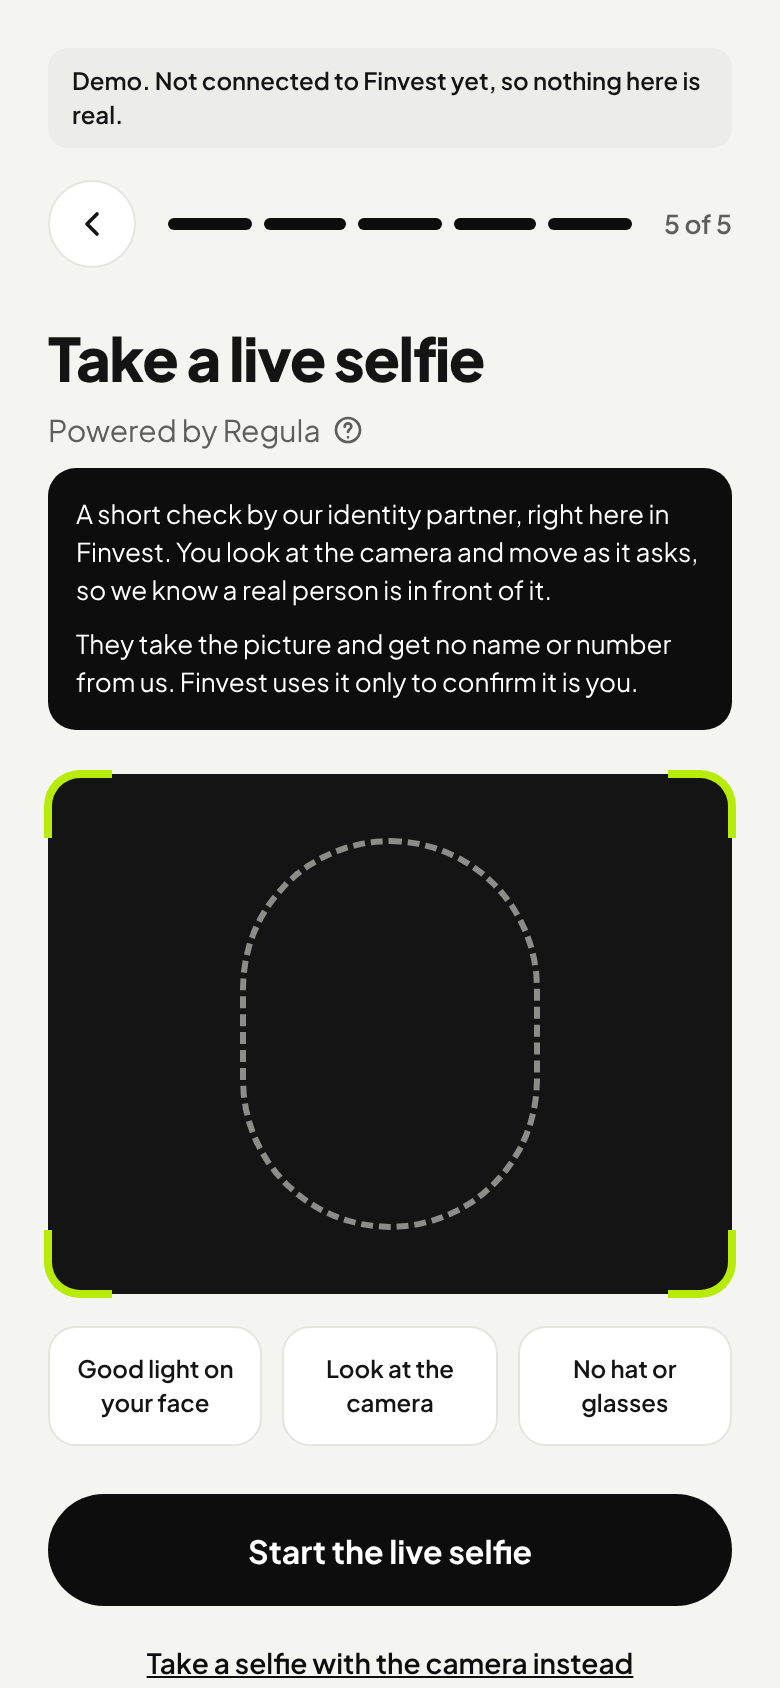 Demo. Not connected to Finvest yet, so nothing here is
real.
5 of 5
Take a live selfie
Powered by Regula
A short check by our identity partner, right here in
Finvest. You look at the camera and move as it asks,
so we know a real person is in front of it.
They take the picture and get no name or number
from us. Finvest uses it only to confirm it is you.
Good light on
your face
Look at the
camera
No hat or
glasses
Start the live selfie
Take a selfie with the camera instead